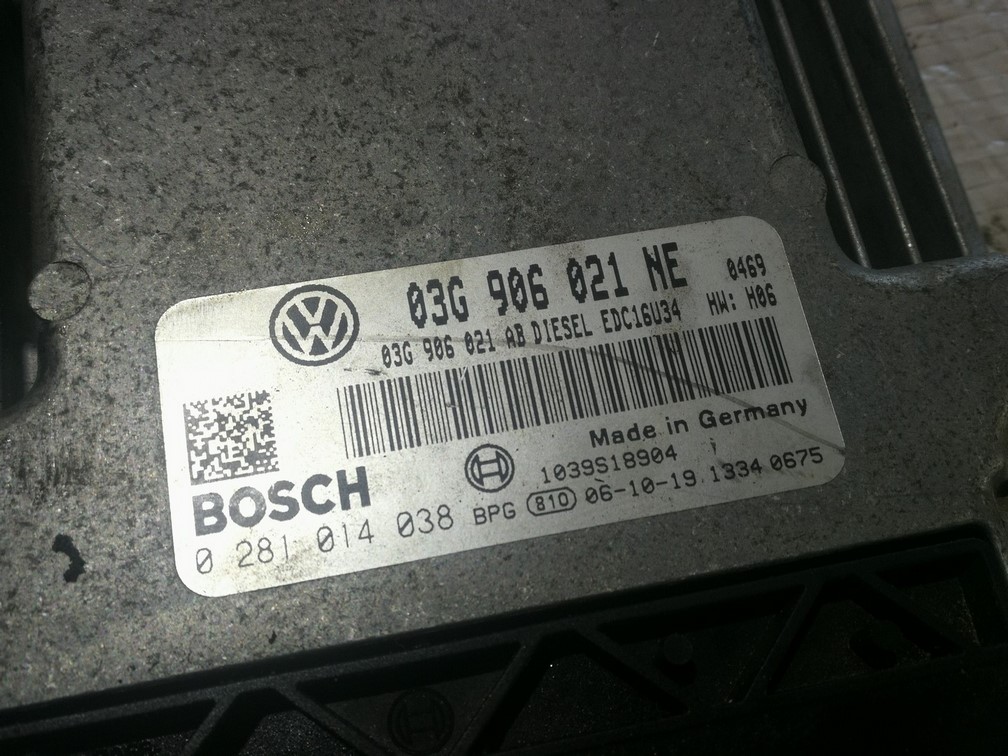 03G 906 021 NE 0469
03G 906 021 AB DIESEL EDC16U34 HW: H06
Made in Germany
BOSCH 1039S18904
0 281 014 038 BPG 810 06-10-19 1334 0675